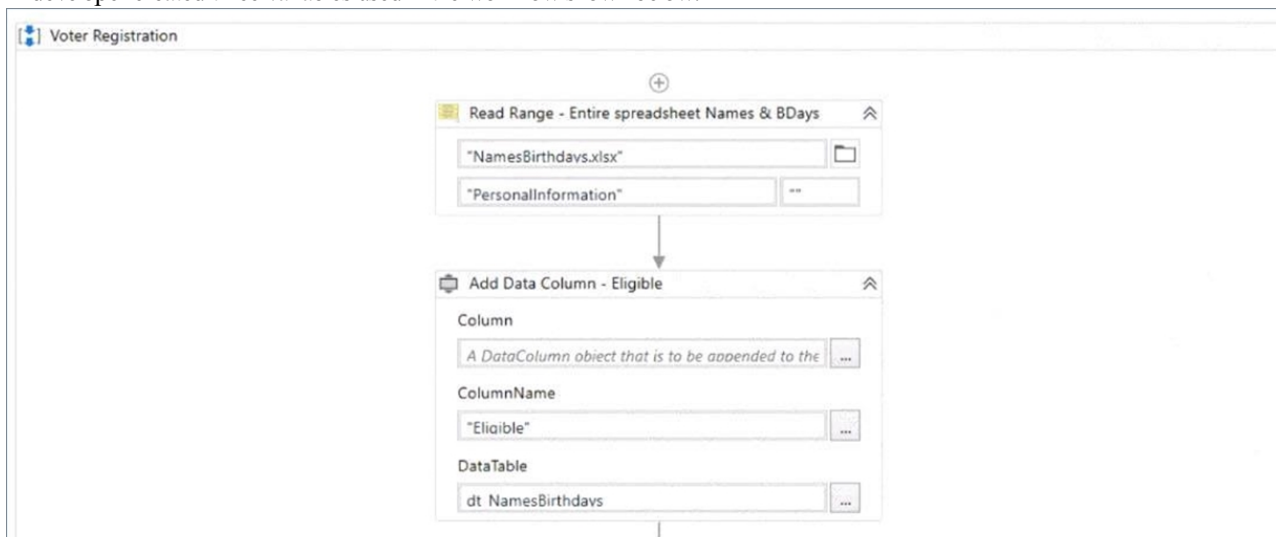 Voter Registration
Read Range - Entire spreadsheet Names & BDays
"NamesBirthdays.xlsx"
"PersonalInformation" ""
Add Data Column - Eligible
Column
A DataColumn object that is to be appended to the ...
ColumnName
"Eligible" ...
DataTable
dt_NamesBirthdays ...